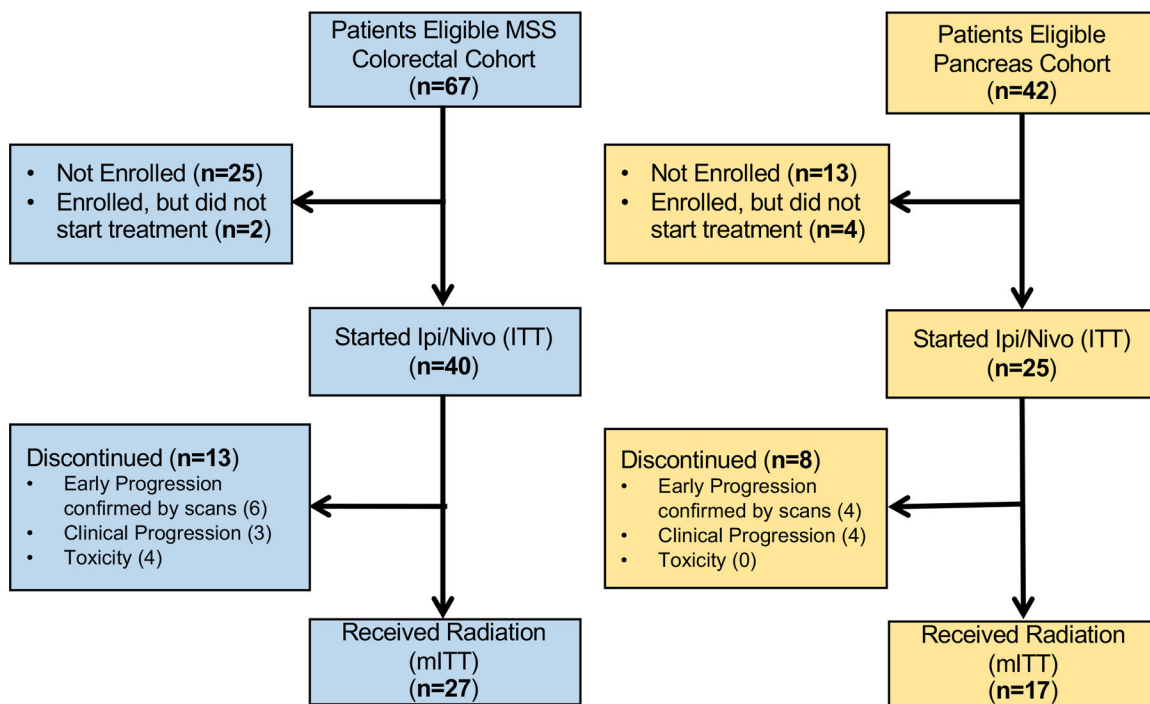 Patients Eligible MSS
Colorectal Cohort
(n=67)
• Not Enrolled (n=25)
• Enrolled, but did not
start treatment (n=2)
Started Ipi/Nivo (ITT)
(n=40)
Discontinued (n=13)
• Early Progression
confirmed by scans (6)
• Clinical Progression (3)
• Toxicity (4)
Received Radiation
(mITT)
(n=27)
Patients Eligible
Pancreas Cohort
(n=42)
• Not Enrolled (n=13)
• Enrolled, but did not
start treatment (n=4)
Started Ipi/Nivo (ITT)
(n=25)
Discontinued (n=8)
• Early Progression
confirmed by scans (4)
• Clinical Progression (4)
• Toxicity (0)
Received Radiation
(mITT)
(n=17)